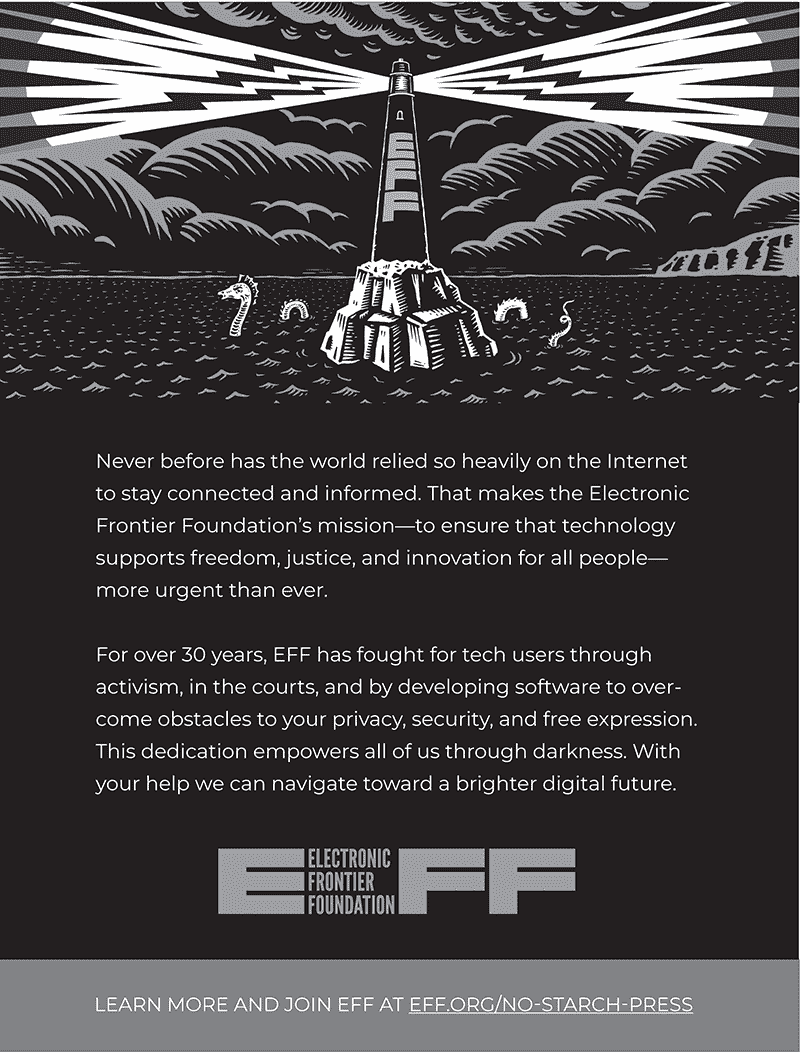 EFF
Never before has the world relied so heavily on the Internet
to stay connected and informed. That makes the Electronic
Frontier Foundation’s mission—to ensure that technology
supports freedom, justice, and innovation for all people—
more urgent than ever.
For over 30 years, EFF has fought for tech users through
activism, in the courts, and by developing software to over-
come obstacles to your privacy, security, and free expression.
This dedication empowers all of us through darkness. With
your help we can navigate toward a brighter digital future.
EFF
ELECTRONIC
FRONTIER
FOUNDATION
LEARN MORE AND JOIN EFF AT EFF.ORG/NO-STARCH-PRESS